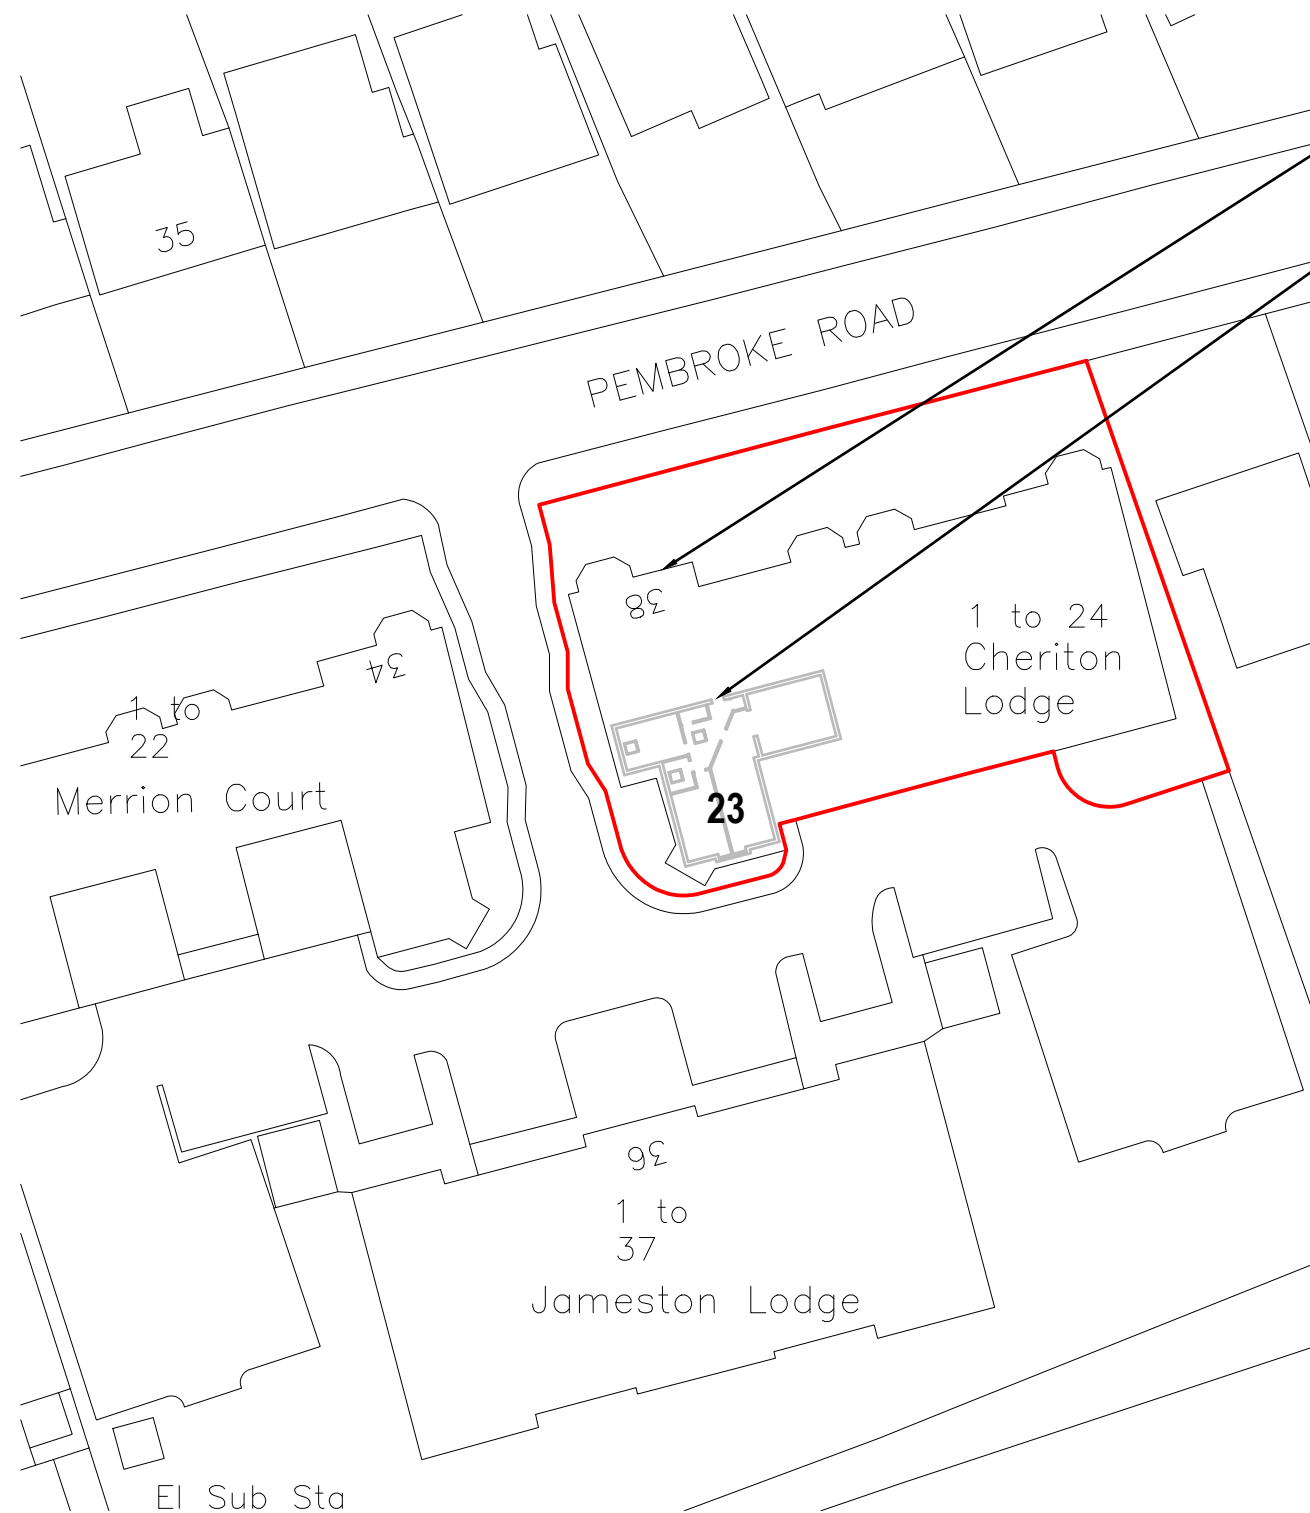 35
PEMBROKE ROAD
38
1 to 24
Cheriton
Lodge
34
1 to
22
Merrion Court
23
36
1 to
37
Jameston Lodge
El Sub Sta